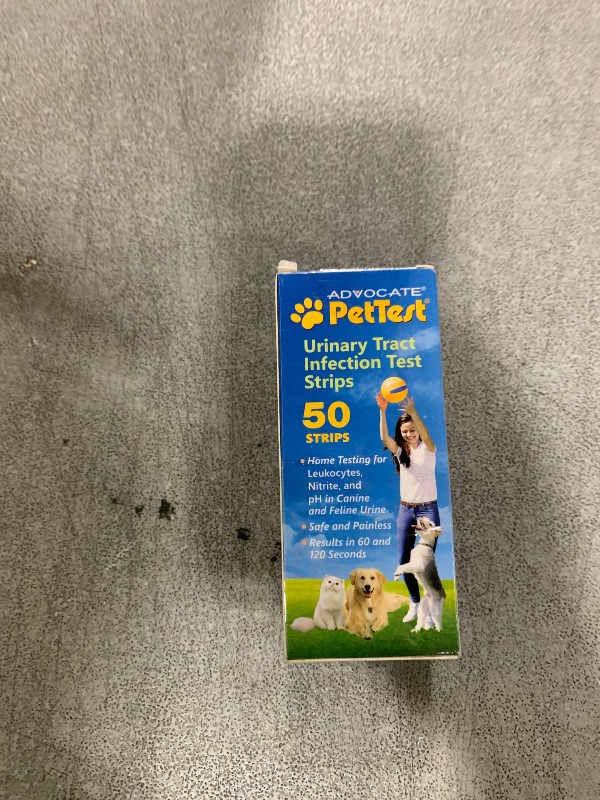 ADVOCATE®
PetTest®
Urinary Tract
Infection Test
Strips
50
STRIPS
Home Testing for
Leukocytes,
Nitrite, and
pH in Canine
and Feline Urine
Safe and Painless
Results in 60 and
120 Seconds